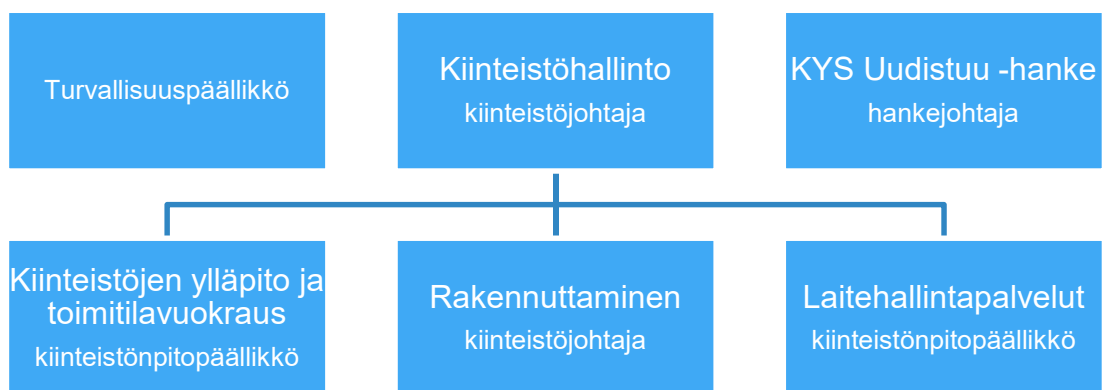 Turvallisuuspäällikkö
Kiinteistöhallinto
kiinteistöjohtaja
KYS Uudistuu -hanke
hankejohtaja
Kiinteistöjen ylläpito ja
toimitilavuokraus
kiinteistönpitopäällikkö
Rakennuttaminen
kiinteistöjohtaja
Laitehallintapalvelut
kiinteistönpitopäällikkö